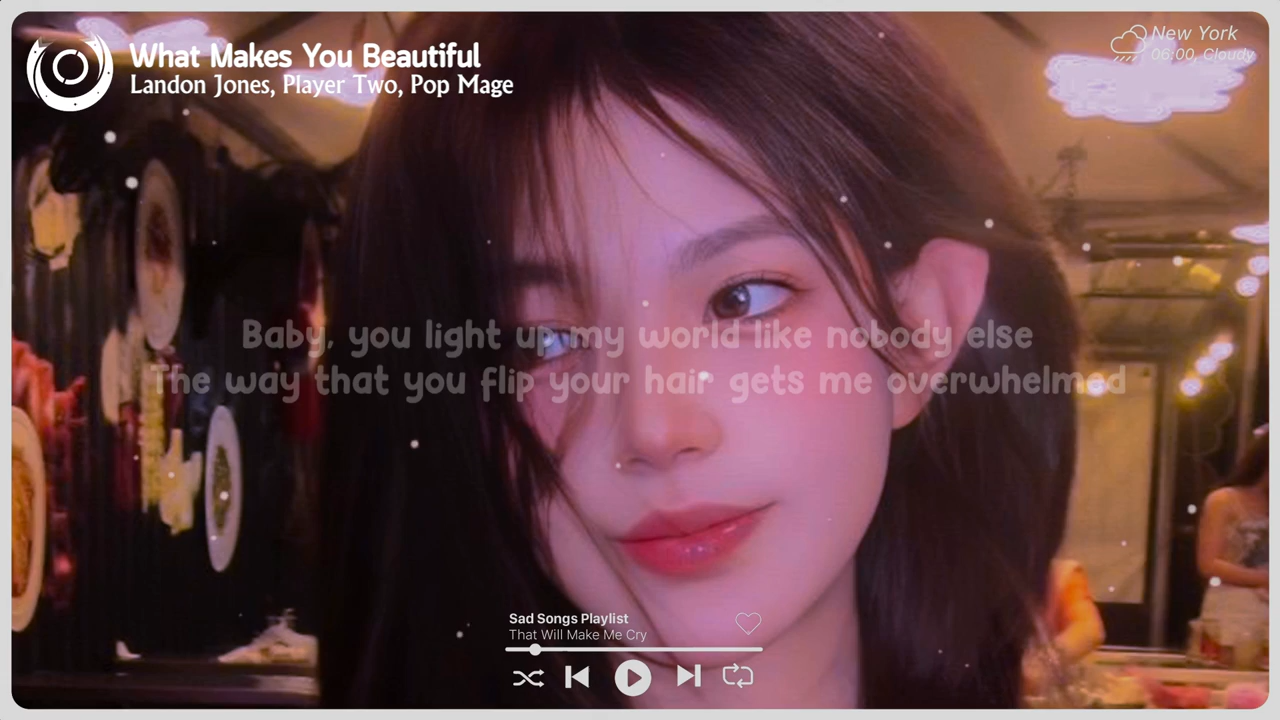 What Makes You Beautiful
Landon Jones, Player Two, Pop Mage
New York
06:00, Cloudy
Baby, you light up my world like nobody else
The way that you flip your hair gets me overwhelmed
Sad Songs Playlist
That Will Make Me Cry